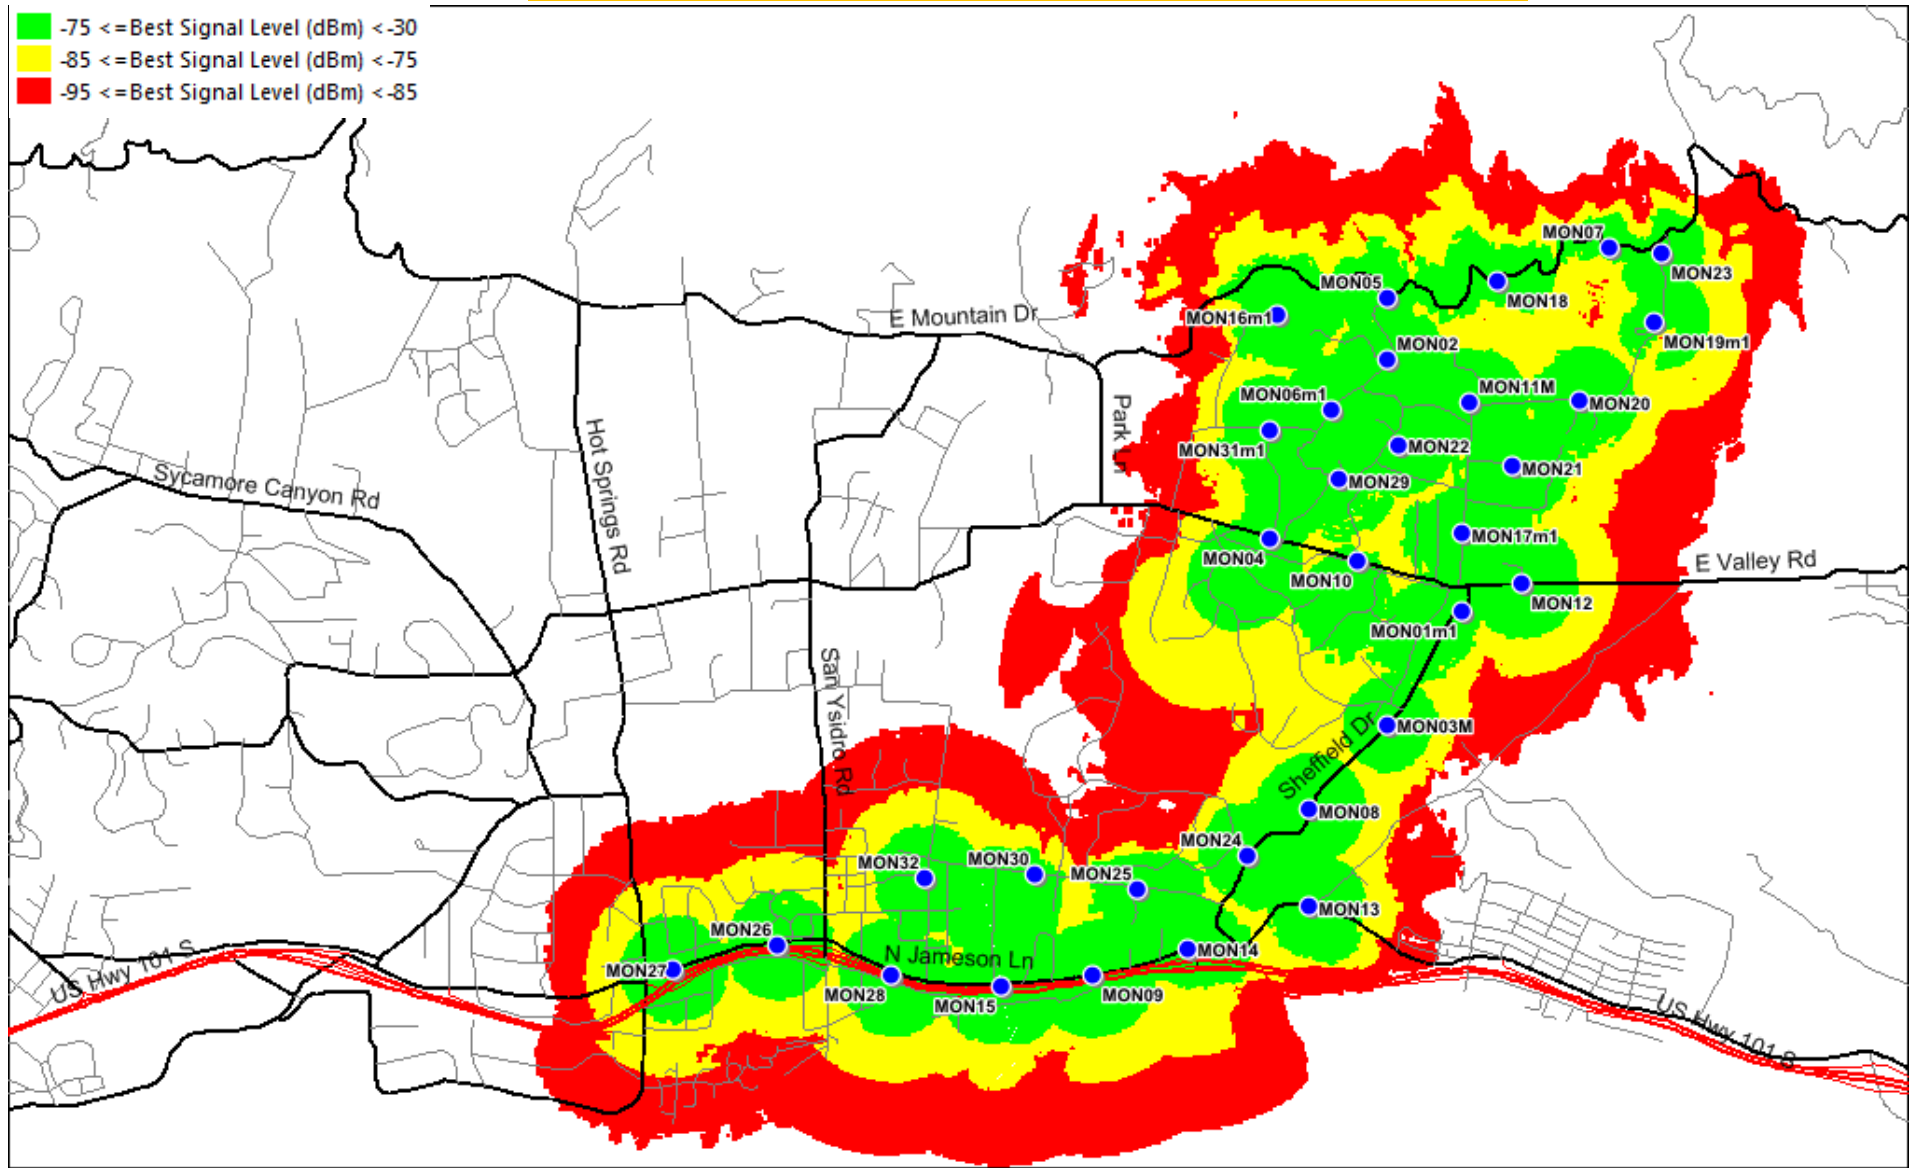 -75 <=Best Signal Level (dBm) <-30
-85 <=Best Signal Level (dBm) <-75
-95 <=Best Signal Level (dBm) <-85
MON07
MON23
MON05
MON18
MON16m1
E Mountain Dr
MON19m1
MON02
MON11M
MON06m1
MON20
Park Ln
Hot Springs Rd
MON31m1
MON22
MON21
Sycamore Canyon Rd
MON29
MON17m1
MON04
E Valley Rd
MON10
MON12
MON01m1
San Ysidro Rd
MON03M
Sheffield Dr
MON08
MON24
MON32
MON30
MON25
MON13
MON26
MON14
US Hwy 101 S
N Jameson Ln
MON27
MON28
MON15
MON09
US Hwy 101 S